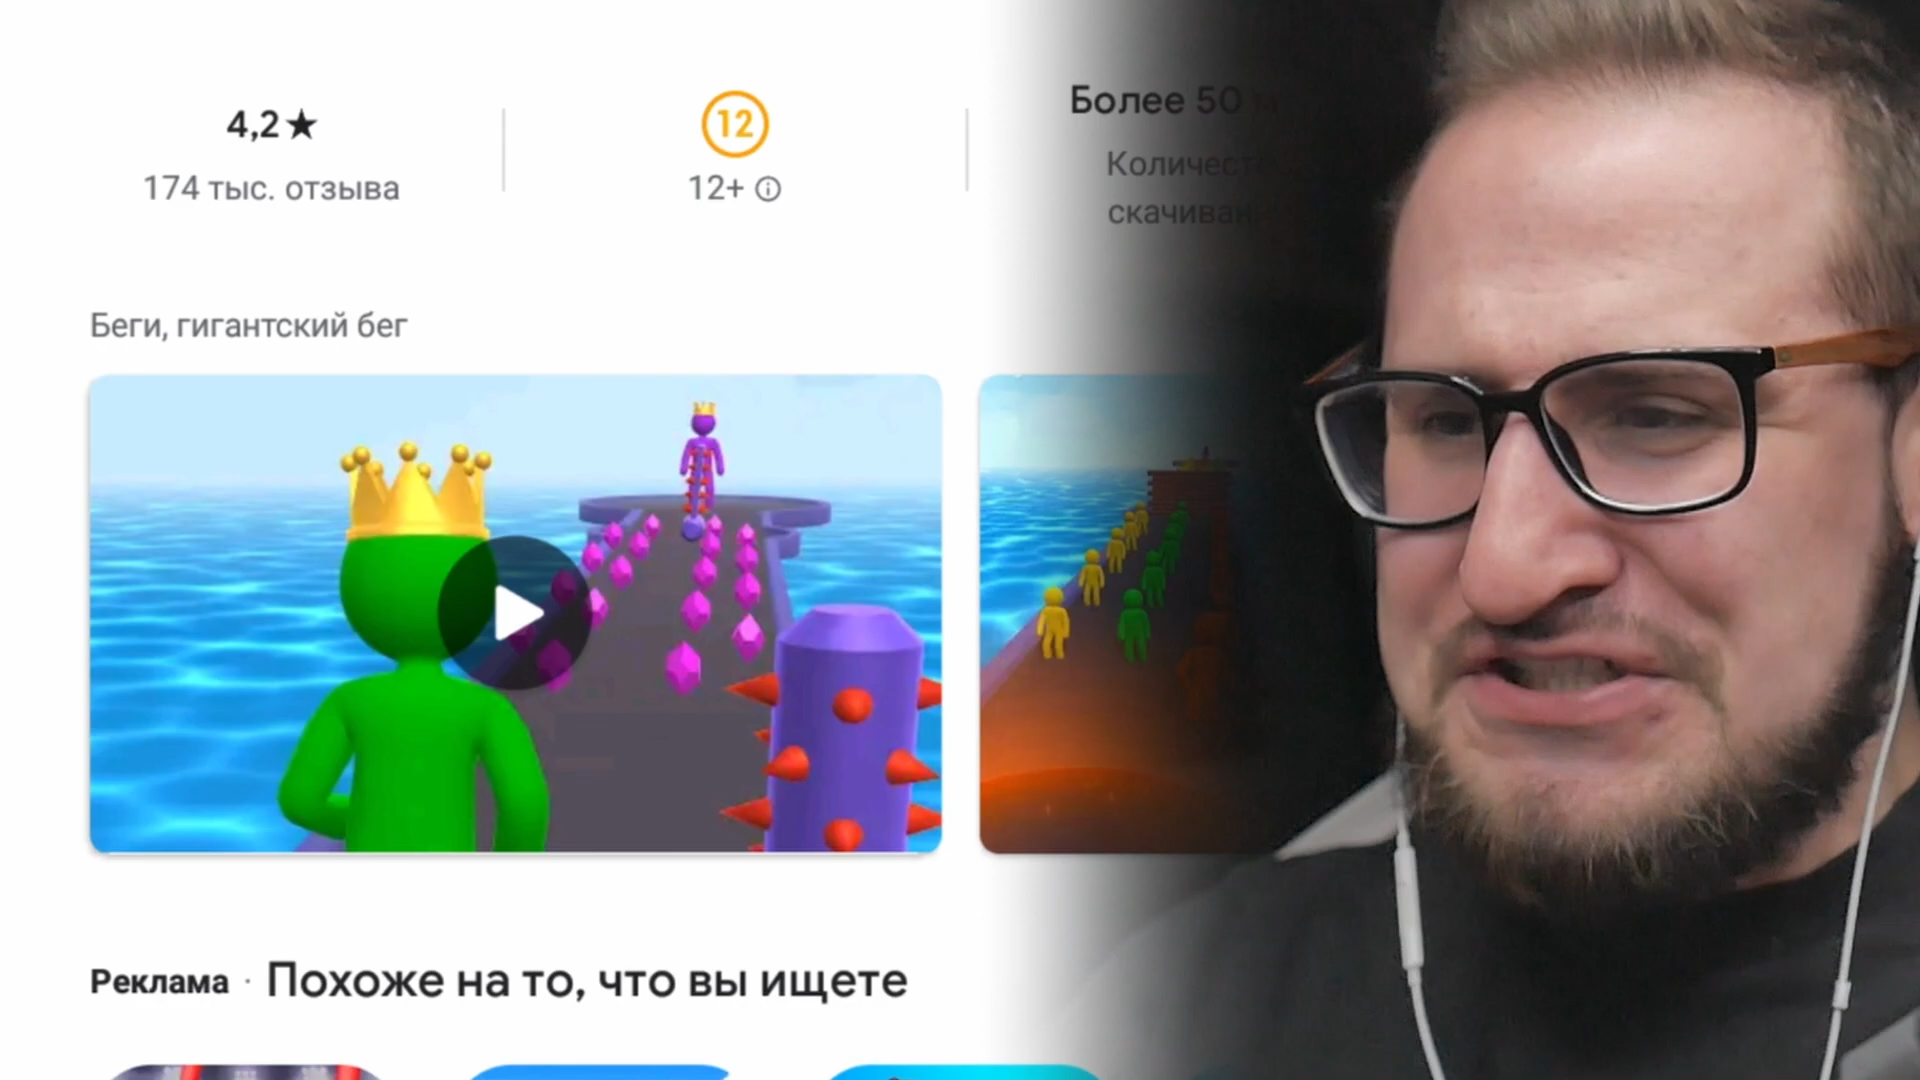 4,2★
174 тыс. отзыва
12
12+
Более 50
Количест
скачиван
Беги, гигантский бег
Реклама · Похоже на то, что вы ищете